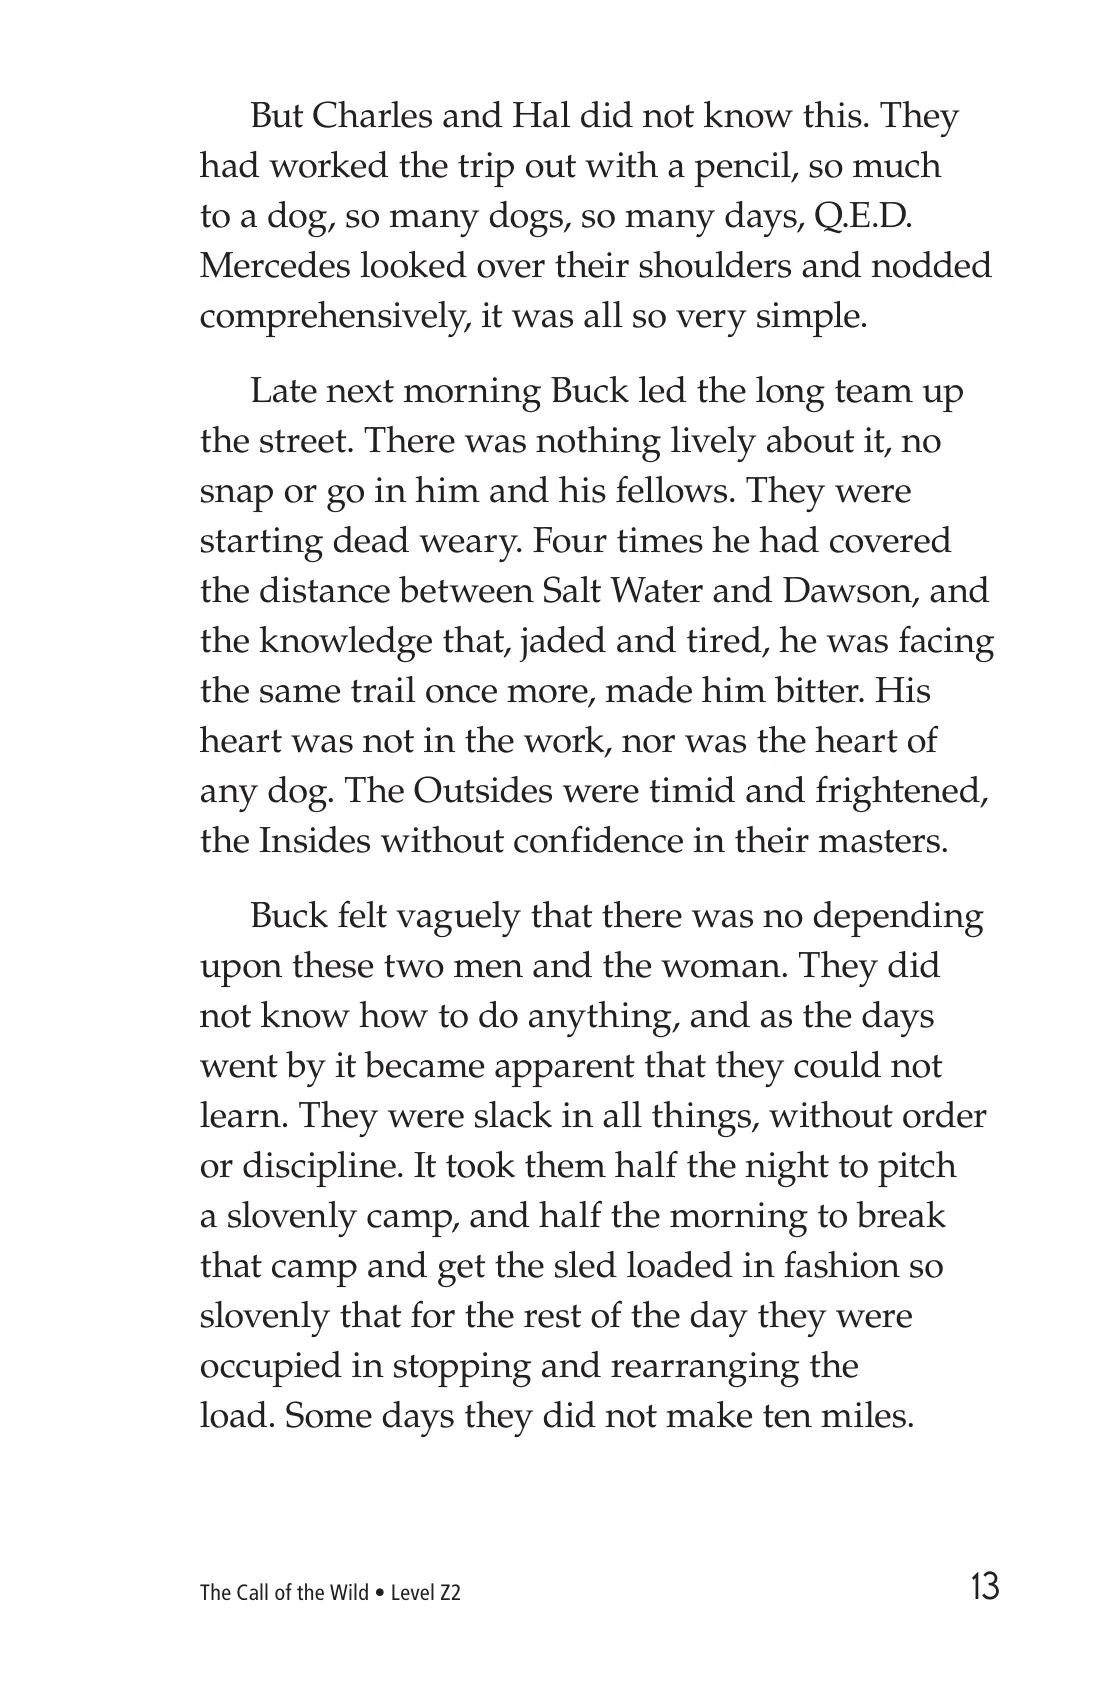 But Charles and Hal did not know this. They
had worked the trip out with a pencil, so much
to a dog, so many dogs, so many days, Q.E.D.
Mercedes looked over their shoulders and nodded
comprehensively, it was all so very simple.
Late next morning Buck led the long team up
the street. There was nothing lively about it, no
snap or go in him and his fellows. They were
starting dead weary. Four times he had covered
the distance between Salt Water and Dawson, and
the knowledge that, jaded and tired, he was facing
the same trail once more, made him bitter. His
heart was not in the work, nor was the heart of
any dog. The Outsides were timid and frightened,
the Insides without confidence in their masters.
Buck felt vaguely that there was no depending
upon these two men and the woman. They did
not know how to do anything, and as the days
went by it became apparent that they could not
learn. They were slack in all things, without order
or discipline. It took them half the night to pitch
a slovenly camp, and half the morning to break
that camp and get the sled loaded in fashion so
slovenly that for the rest of the day they were
occupied in stopping and rearranging the
load. Some days they did not make ten miles.
The Call of the Wild • Level Z2
13